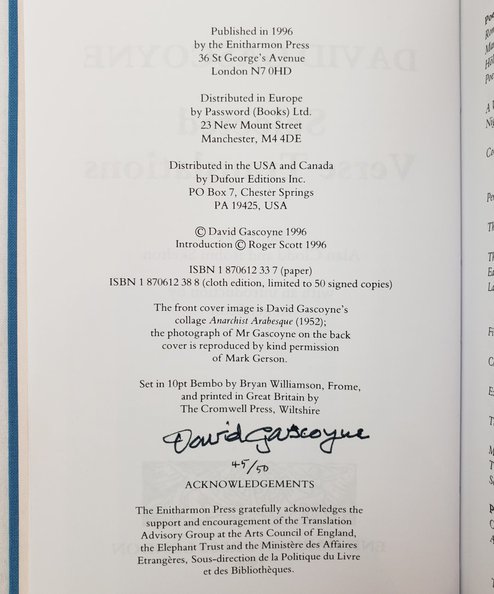 Published in 1996
by the Enitharmon Press
36 St George's Avenue
London N7 0HD
Distributed in Europe
by Password (Books) Ltd.
23 New Mount Street
Manchester, M4 4DE
Distributed in the USA and Canada
by Dufour Editions Inc.
PO Box 7, Chester Springs
PA 19425, USA
© David Gascoyne 1996
Introduction © Roger Scott 1996
ISBN 1 870612 33 7 (paper)
ISBN 1 870612 38 8 (cloth edition, limited to 50 signed copies)
The front cover image is David Gascoyne's
collage Anarchist Arabesque (1952);
the photograph of Mr Gascoyne on the back
cover is reproduced by kind permission
of Mark Gerson.
Set in 10pt Bembo by Bryan Williamson, Frome,
and printed in Great Britain by
The Cromwell Press, Wiltshire
David Gascoyne
45/50
ACKNOWLEDGEMENTS
The Enitharmon Press gratefully acknowledges the
support and encouragement of the Translation
Advisory Group at the Arts Council of England,
the Elephant Trust and the Ministère des Affaires
Etrangères, Sous-direction de la Politique du Livre
et des Bibliothèques.